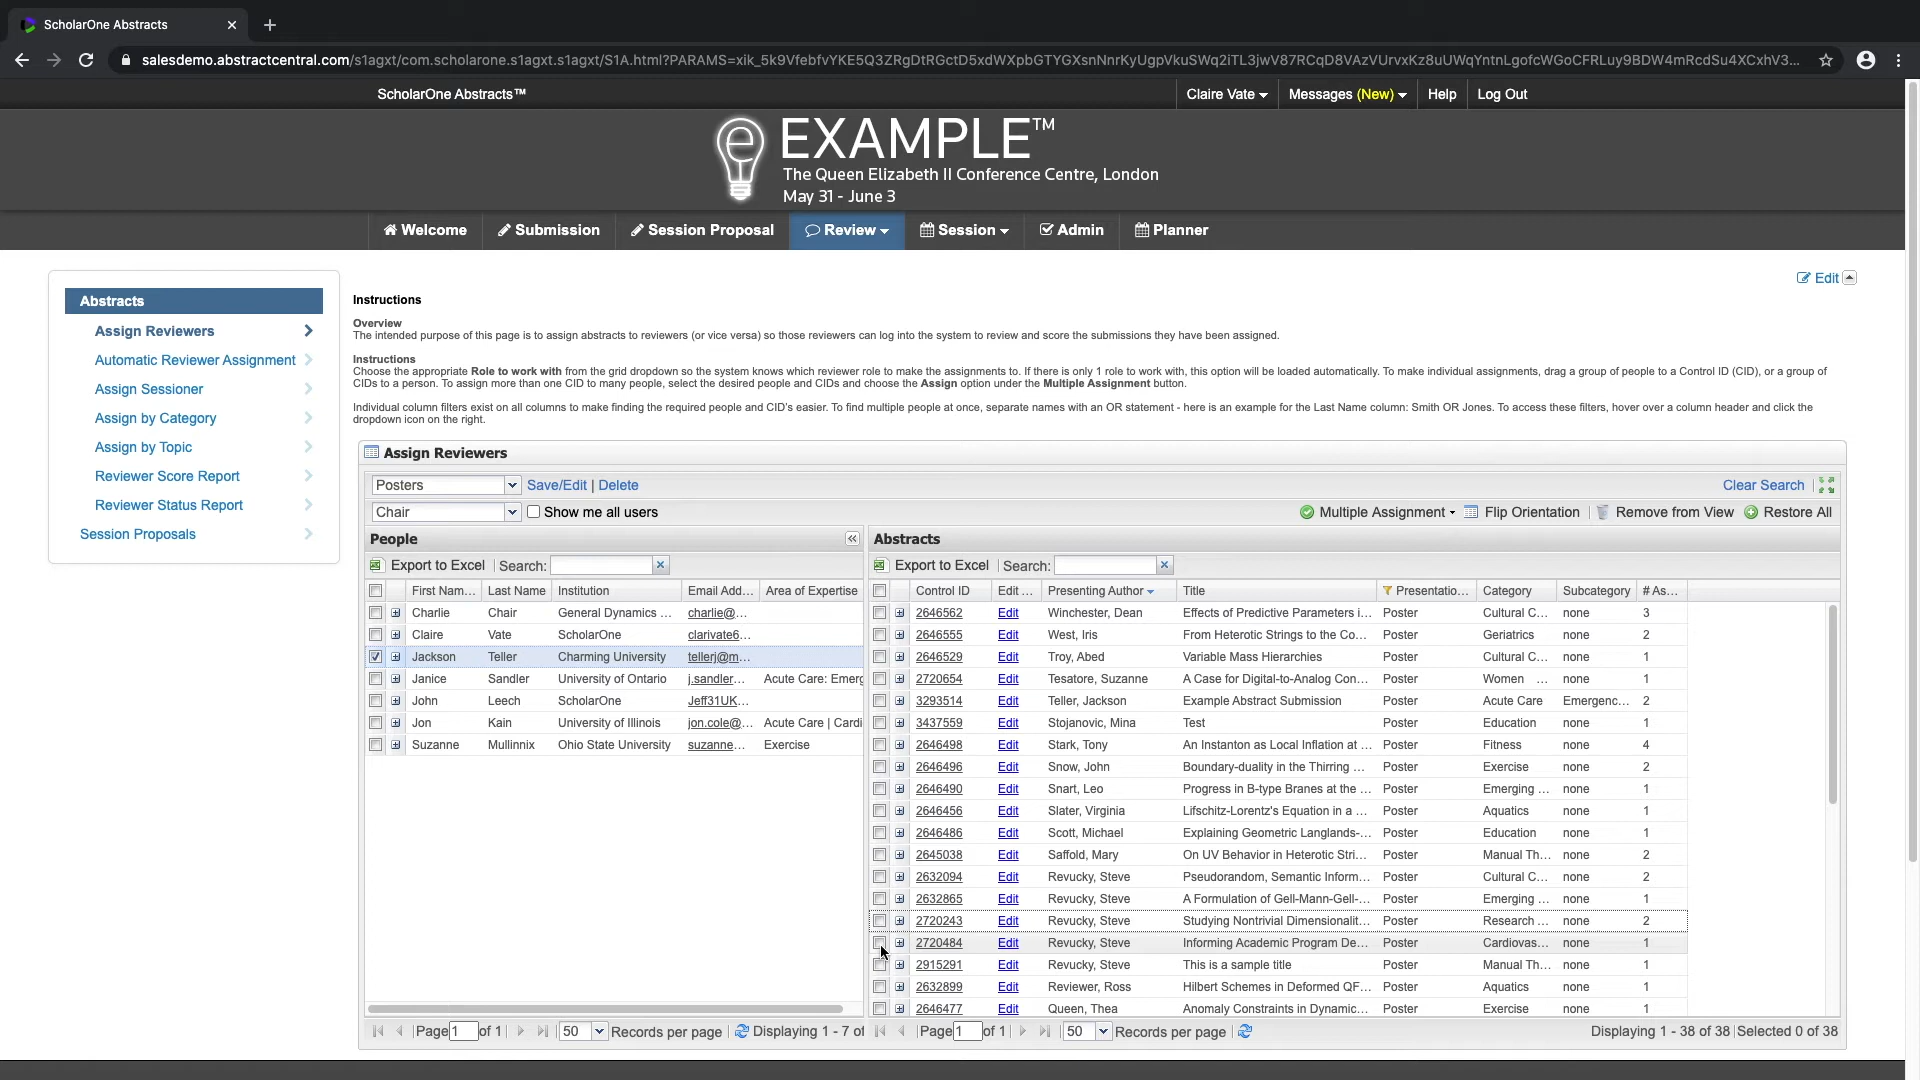 ScholarOne Abstracts
salesdemo.abstractcentral.com/s1agxt/com.scholarone.s1agxt.s1agxt/S1A.html?PARAMS=xik_5k9VfebfvYKE5Q3ZRgDtRGctD5xdWXpbGTYGXsnNnrKyUgpVkuSWq2iTL3jwV87RCqD8VAzVUrvxKz8uUWqYntnLgofcWGoCFRLuy9BDW4mRcdSu4XCxhV3...
ScholarOne Abstracts™ Claire Vate Messages (New) Help Log Out
EXAMPLE™
The Queen Elizabeth II Conference Centre, London
May 31 - June 3
Welcome Submission Session Proposal Review Session Admin Planner
Edit
Abstracts
Assign Reviewers
Automatic Reviewer Assignment
Assign Sessioner
Assign by Category
Assign by Topic
Reviewer Score Report
Reviewer Status Report
Session Proposals
Instructions
Overview
The intended purpose of this page is to assign abstracts to reviewers (or vice versa) so those reviewers can log into the system to review and score the submissions they have been assigned.
Instructions
Choose the appropriate Role to work with from the grid dropdown so the system knows which reviewer role to make the assignments to. If there is only 1 role to work with, this option will be loaded automatically. To make individual assignments, drag a group of people to a Control ID (CID), or a group of
CIDs to a person. To assign more than one CID to many people, select the desired people and CIDs and choose the Assign option under the Multiple Assignment button.
Individual column filters exist on all columns to make finding the required people and CID's easier. To find multiple people at once, separate names with an OR statement - here is an example for the Last Name column: Smith OR Jones. To access these filters, hover over a column header and click the
dropdown icon on the right.
Assign Reviewers
Posters Save/Edit | Delete Clear Search
Chair Show me all users Multiple Assignment Flip Orientation Remove from View Restore All
People
Export to Excel Search:
First Nam... Last Name Institution Email Add... Area of Expertise
Charlie Chair General Dynamics ... charlie@...
Claire Vate ScholarOne clarivate6...
Jackson Teller Charming University tellerj@m...
Janice Sandler University of Ontario j.sandler... Acute Care: Emerg
John Leech ScholarOne Jeff31UK...
Jon Kain University of Illinois jon.cole@... Acute Care | Cardi
Suzanne Mullinnix Ohio State University suzanne... Exercise
Page 1 of 1 50 Records per page Displaying 1 - 7 of
Abstracts
Export to Excel Search:
Control ID Edit ... Presenting Author Title Presentatio... Category Subcategory # As...
2646562 Edit Winchester, Dean Effects of Predictive Parameters i... Poster Cultural C... none 3
2646555 Edit West, Iris From Heterotic Strings to the Co... Poster Geriatrics none 2
2646529 Edit Troy, Abed Variable Mass Hierarchies Poster Cultural C... none 1
2720654 Edit Tesatore, Suzanne A Case for Digital-to-Analog Con... Poster Women ... none 1
3293514 Edit Teller, Jackson Example Abstract Submission Poster Acute Care Emergenc... 2
3437559 Edit Stojanovic, Mina Test Poster Education none 1
2646498 Edit Stark, Tony An Instanton as Local Inflation at ... Poster Fitness none 4
2646496 Edit Snow, John Boundary-duality in the Thirring ... Poster Exercise none 2
2646490 Edit Snart, Leo Progress in B-type Branes at the ... Poster Emerging ... none 1
2646456 Edit Slater, Virginia Lifschitz-Lorentz's Equation in a ... Poster Aquatics none 1
2646486 Edit Scott, Michael Explaining Geometric Langlands-... Poster Education none 1
2645038 Edit Saffold, Mary On UV Behavior in Heterotic Stri... Poster Manual Th... none 2
2632094 Edit Revucky, Steve Pseudorandom, Semantic Inform... Poster Cultural C... none 2
2632865 Edit Revucky, Steve A Formulation of Gell-Mann-Gell-... Poster Emerging ... none 1
2720243 Edit Revucky, Steve Studying Nontrivial Dimensionalit... Poster Research ... none 2
2720484 Edit Revucky, Steve Informing Academic Program De... Poster Cardiovas... none 1
2915291 Edit Revucky, Steve This is a sample title Poster Manual Th... none 1
2632899 Edit Reviewer, Ross Hilbert Schemes in Deformed QF... Poster Aquatics none 1
2646477 Edit Queen, Thea Anomaly Constraints in Dynamic... Poster Exercise none 1
Page 1 of 1 50 Records per page Displaying 1 - 38 of 38 Selected 0 of 38